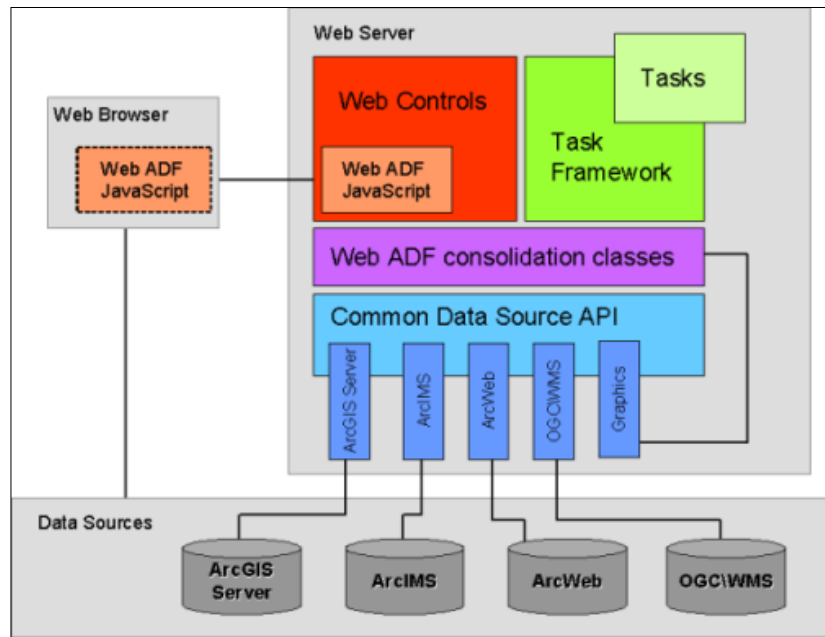 Web Server
Tasks
Web Controls
Web Browser
Task
Framework
Web ADF
JavaScript
Web ADF
JavaScript
Web ADF consolidation classes
Common Data Source API
ArcGIS Server
ArcIMS
ArcWeb
OGC\WMS
Graphics
Data Sources
ArcGIS
Server
ArcIMS
ArcWeb
OGC\WMS